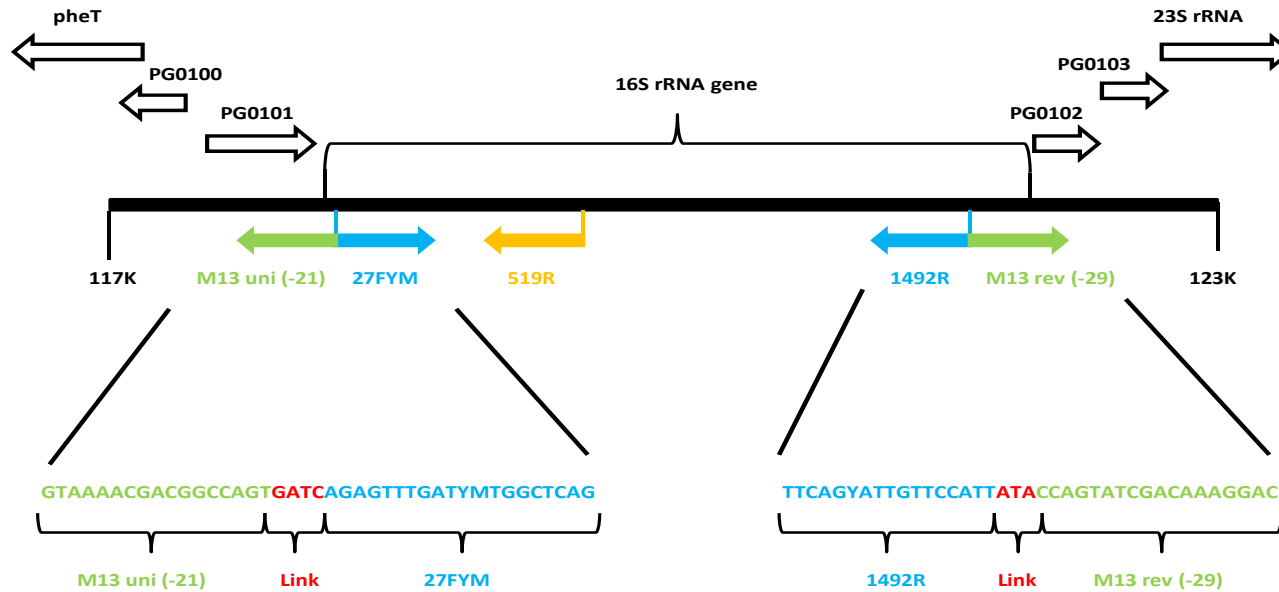 pheT
23S rRNA
PG0100
PG0103
PG0101
16S rRNA gene
PG0102
117K
M13 uni (-21)
27FYM
519R
1492R
M13 rev (-29)
123K
GTAAAACGACGGCCAGTGATCAGAGTTTGATYMTGGCTCAG
TTCAGYATTGTTCCATTATACCAGTATCGACAAAGGAC
M13 uni (-21)
Link
27FYM
1492R
Link
M13 rev (-29)